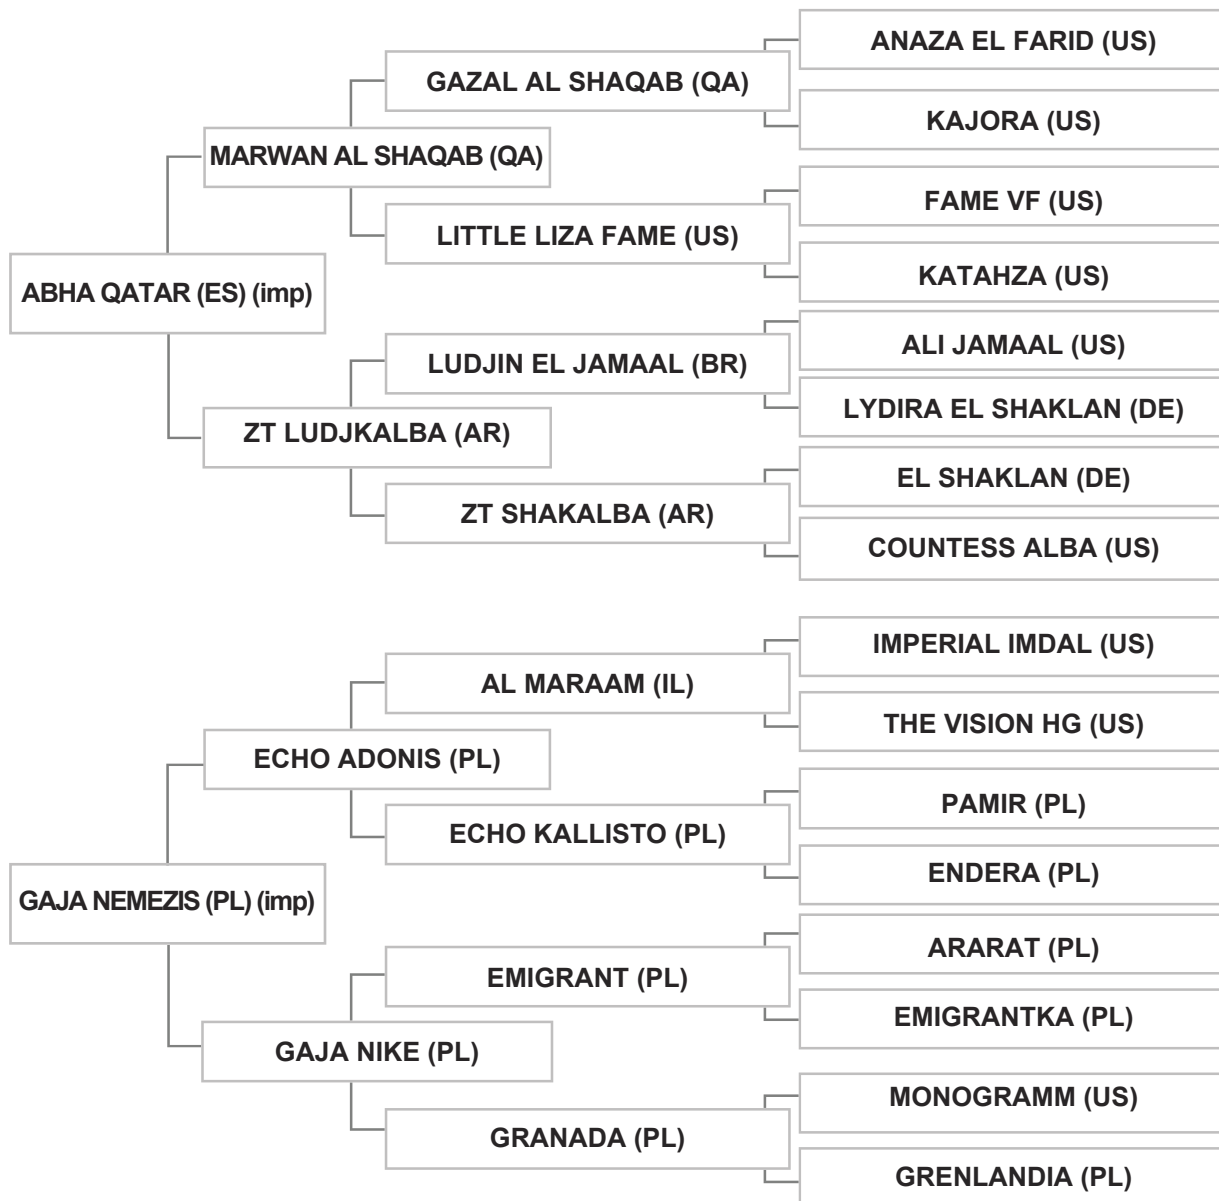 ANAZA EL FARID (US)
GAZAL AL SHAQAB (QA)
KAJORA (US)
MARWAN AL SHAQAB (QA)
FAME VF (US)
LITTLE LIZA FAME (US)
KATAHZA (US)
ABHA QATAR (ES) (imp)
ALI JAMAAL (US)
LUDJIN EL JAMAAL (BR)
LYDIRA EL SHAKLAN (DE)
ZT LUDJKALBA (AR)
EL SHAKLAN (DE)
ZT SHAKALBA (AR)
COUNTESS ALBA (US)
IMPERIAL IMDAL (US)
AL MARAAM (IL)
THE VISION HG (US)
ECHO ADONIS (PL)
PAMIR (PL)
ECHO KALLISTO (PL)
ENDERA (PL)
GAJA NEMEZIS (PL) (imp)
ARARAT (PL)
EMIGRANT (PL)
EMIGRANTKA (PL)
GAJA NIKE (PL)
MONOGRAMM (US)
GRANADA (PL)
GRENLANDIA (PL)